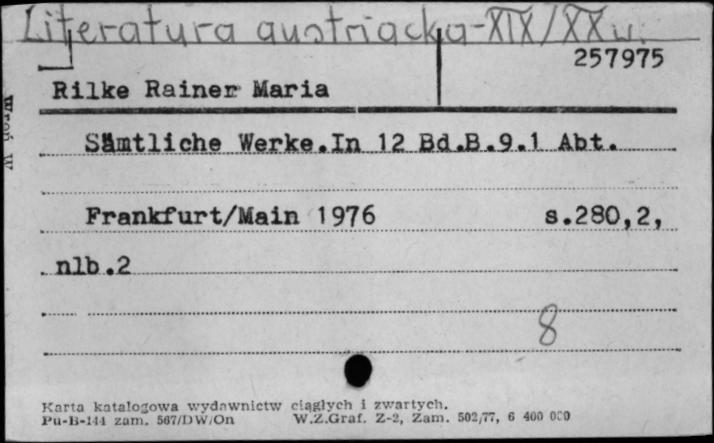 Literatura austriacka-XIX/XX w.
257975
Rilke Rainer Maria
Sämtliche Werke.In 12 Bd.B.9.1 Abt.
Frankfurt/Main 1976 s.280,2,
nlb.2
8
Karta katalogowa wydawnictw ciągłych i zwartych.
Pu-B-144 zam. 567/DW/On W.Z.Graf. Z-2, Zam. 502/77, 6 400 000